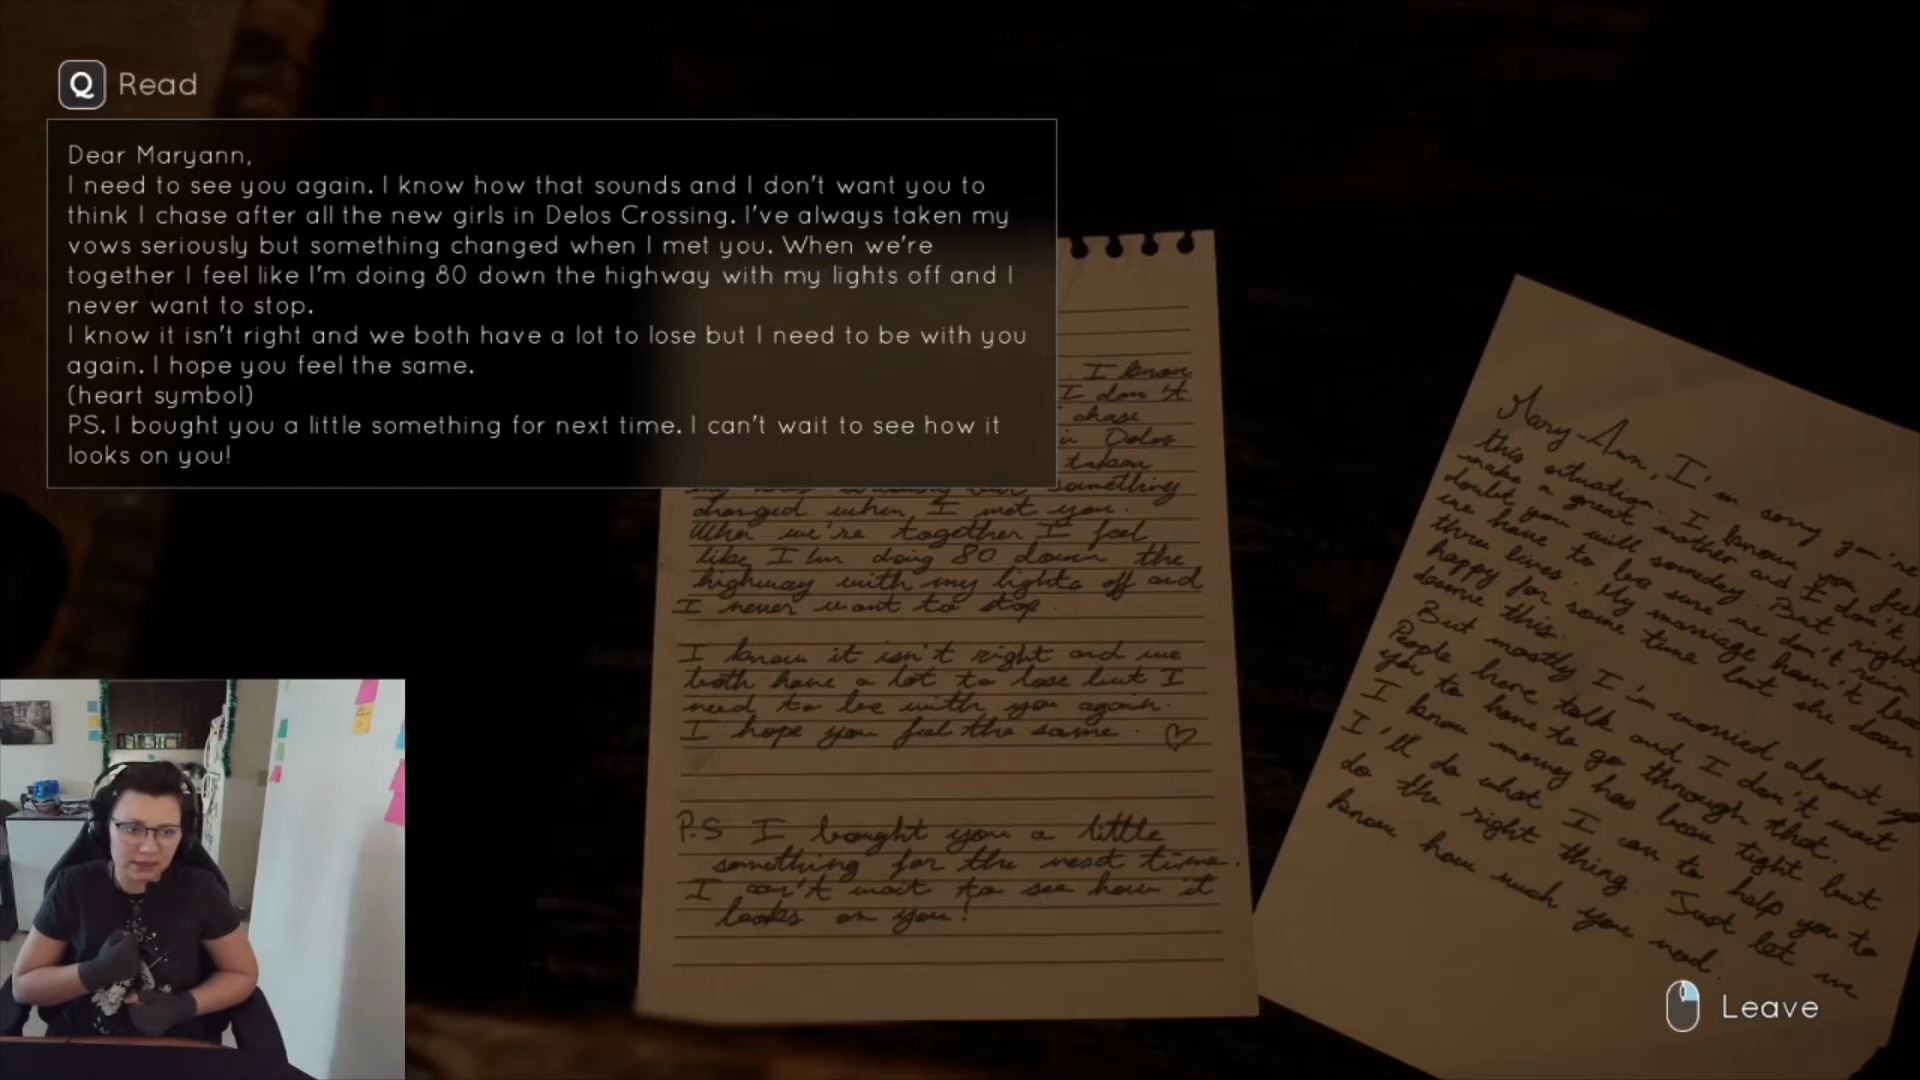 Q Read
Dear Maryann,
I need to see you again. I know how that sounds and I don't want you to
think I chase after all the new girls in Delos Crossing. I've always taken my
vows seriously but something changed when I met you. When we're
together I feel like I'm doing 80 down the highway with my lights off and I
never want to stop.
I know it isn't right and we both have a lot to lose but I need to be with you
again. I hope you feel the same.
(heart symbol)
PS. I bought you a little something for next time. I can't wait to see how it
looks on you!
I know
I don't
chase
in Delos
taken
something
changed when I met you.
When we're together I feel
like I'm doing 80 down the
highway with my lights off and
I never want to stop.
I know it isn't right and we
both have a lot to lose but I
need to be with you again.
I hope you feel the same. ♡
P.S I bought you a little
something for the next time.
I can't wait to see how it
looks on you!
Mary-Ann, I'm sorry you're
this situation. I know you feel
make a great mother and I don't
doubt you will someday. But right
we have to be sure we don't ruin
three lives. My marriage hasn't
happy for some time but she doesn
deserve this.
But mostly I'm worried about yo
People here talk and I don't want
you to have to go through that.
I know money has been tight but
I'll do what I can to help you to
do the right thing. Just let me
know how much you need.
Leave